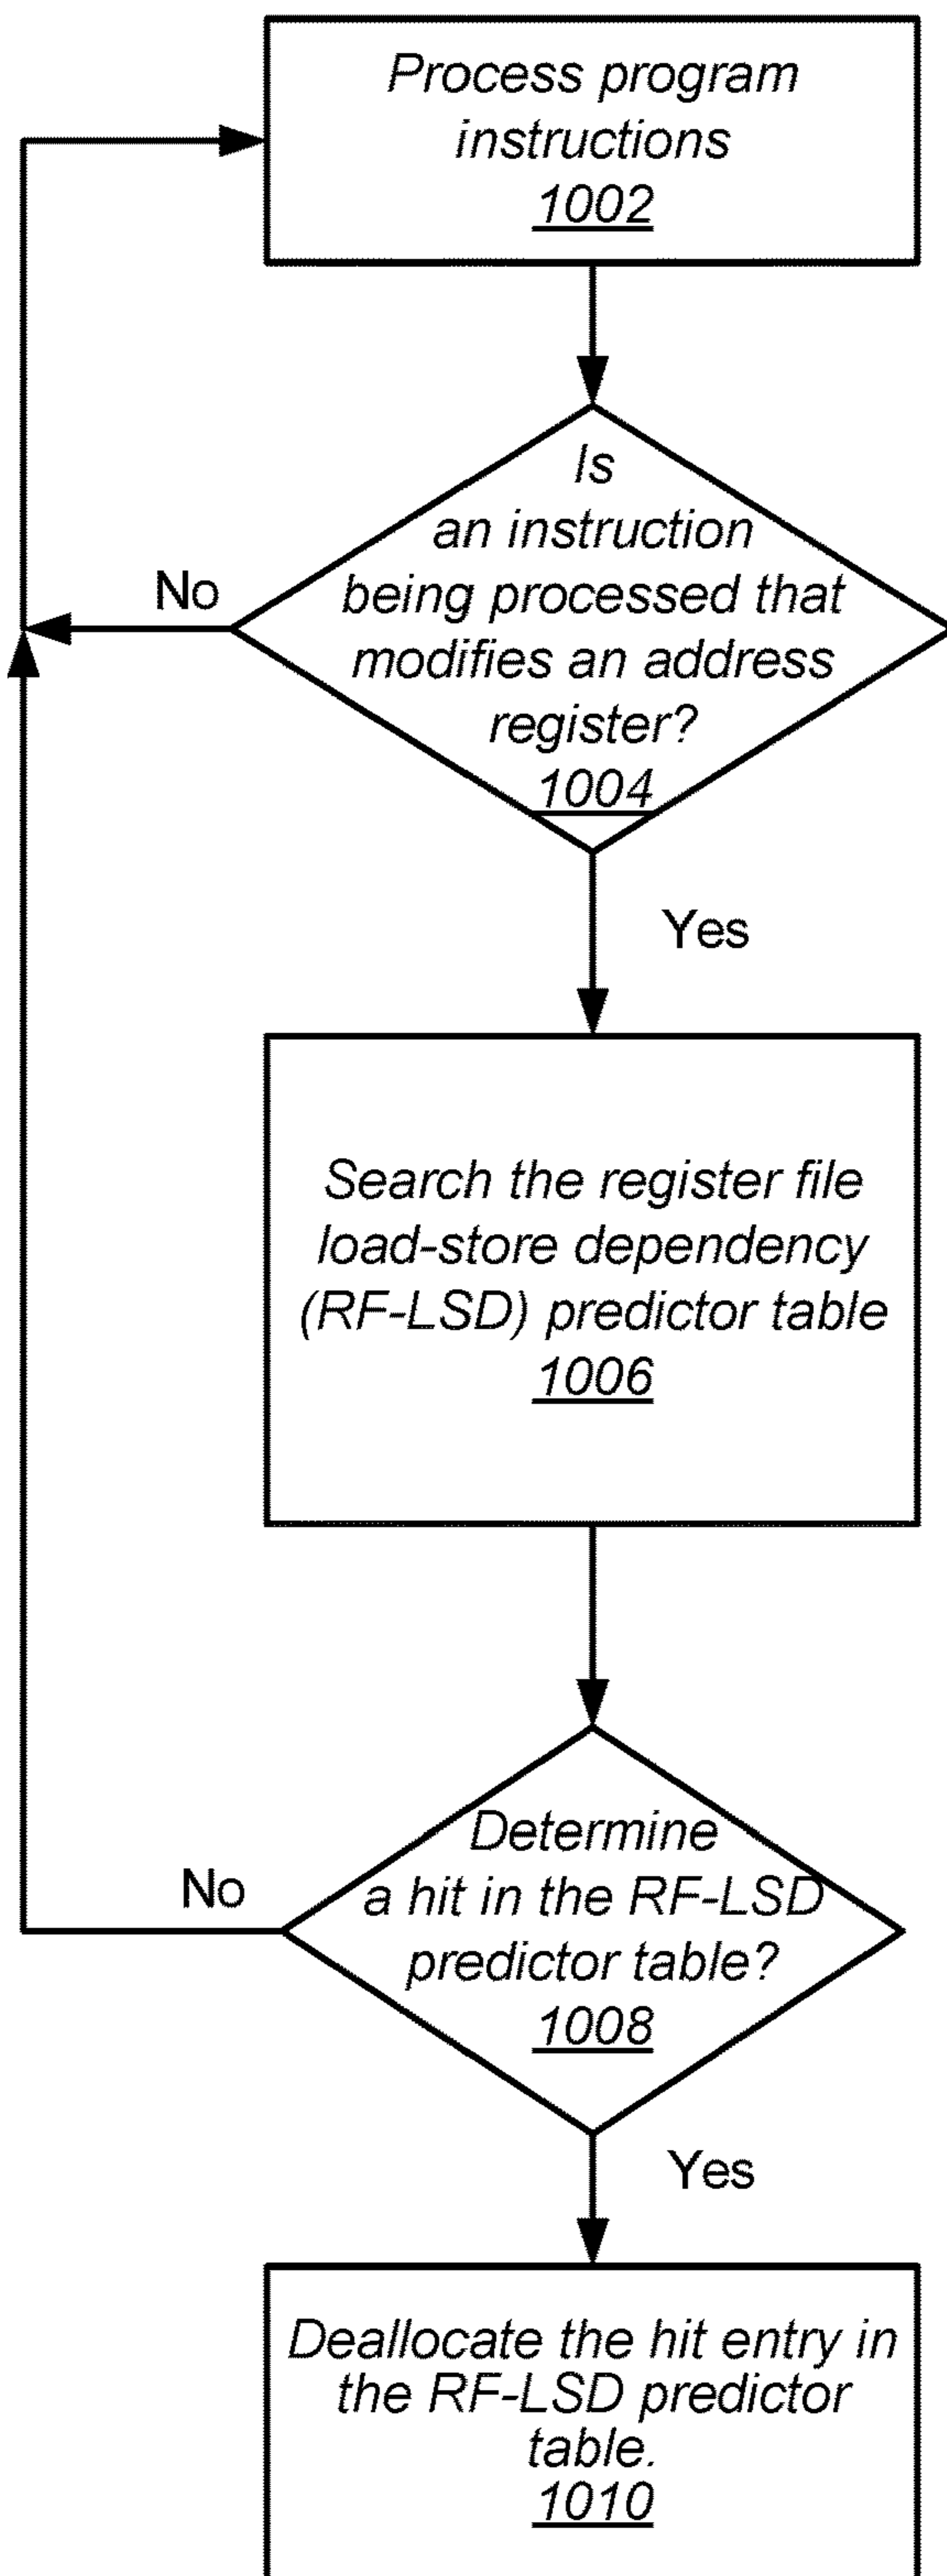 Process program
instructions
1002
Is
an instruction
being processed that
modifies an address
register?
1004
No
Yes
Search the register file
load-store dependency
(RF-LSD) predictor table
1006
Determine
a hit in the RF-LSD
predictor table?
1008
No
Yes
Deallocate the hit entry in
the RF-LSD predictor
table.
1010